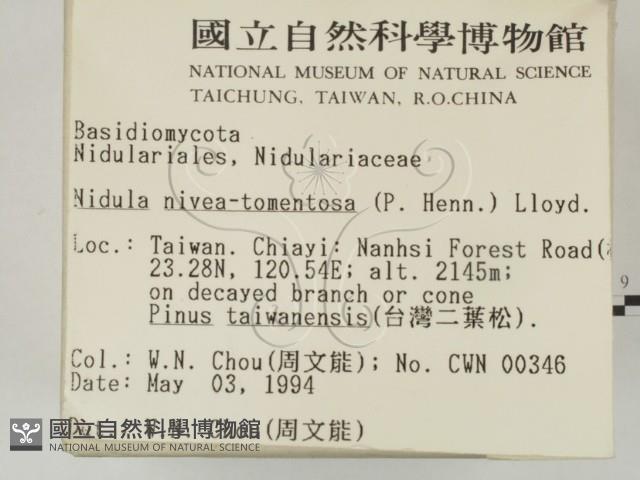 國立自然科學博物館
NATIONAL MUSEUM OF NATURAL SCIENCE
TAICHUNG, TAIWAN, R.O.CHINA
Basidiomycota
Nidulariales, Nidulariaceae
Nidula nivea-tomentosa (P. Henn.) Lloyd.
Loc.: Taiwan. Chiayi: Nanhsi Forest Road(
23.28N, 120.54E; alt. 2145m;
on decayed branch or cone
Pinus taiwanensis(台灣二葉松).
Col.: W.N. Chou(周文能); No. CWN 00346
Date: May 03, 1994
(周文能)
國立自然科學博物館
NATIONAL MUSEUM OF NATURAL SCIENCE
9